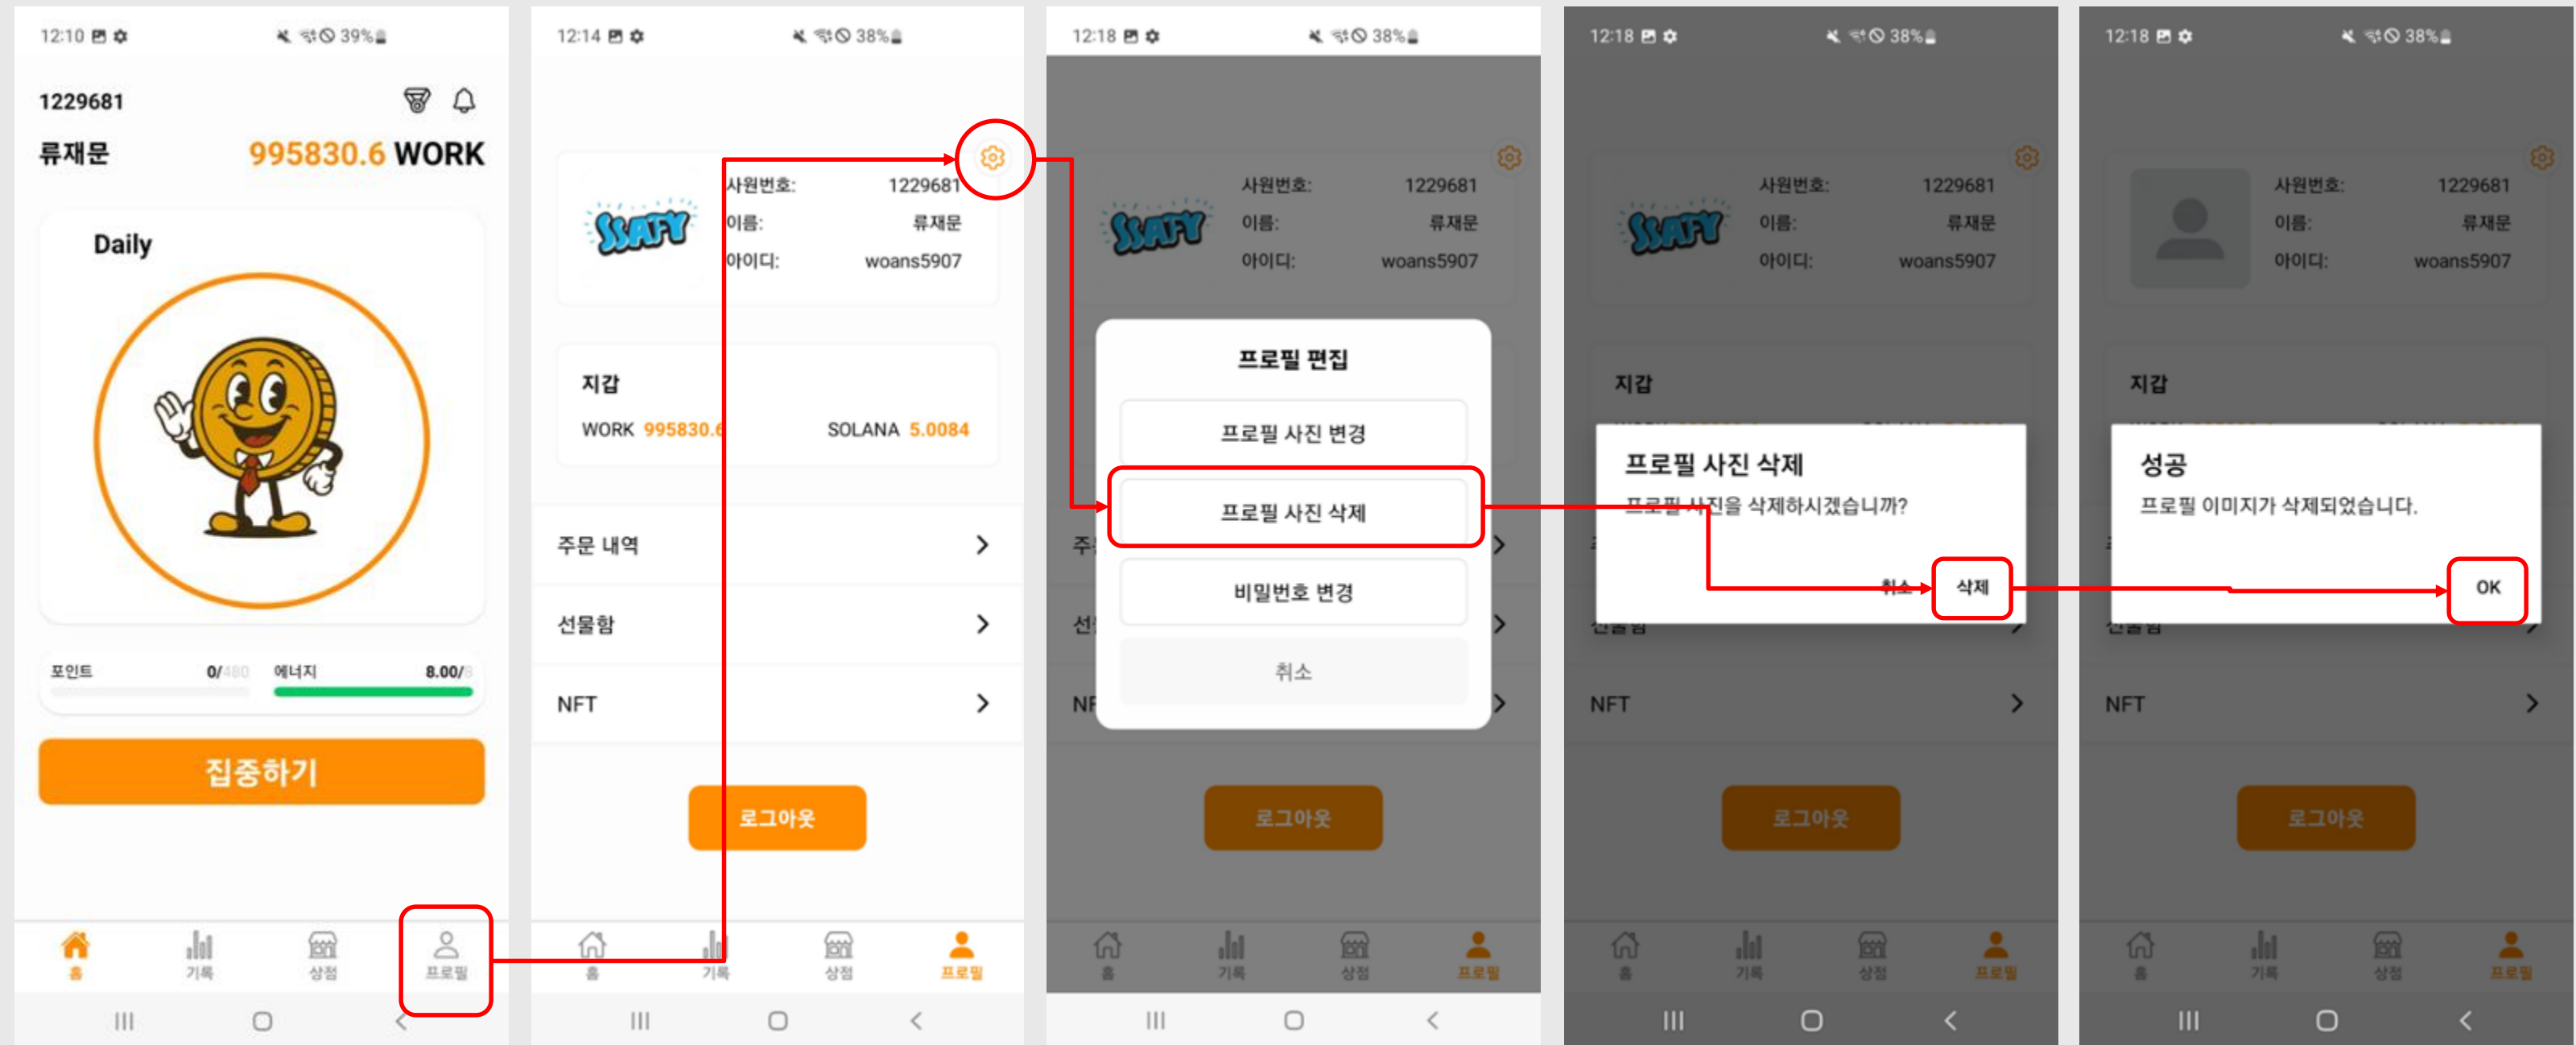 12:10
39%
1229681
류재문
995830.6 WORK
Daily
포인트
0/480
에너지
8.00/8
집중하기
홈
기록
상점
프로필
12:14
38%
SSAFY
사원번호:
1229681
이름:
류재문
아이디:
woans5907
지갑
WORK 995830.6
SOLANA 5.0084
주문 내역
선물함
NFT
로그아웃
홈
기록
상점
프로필
12:18
38%
SSAFY
사원번호:
1229681
이름:
류재문
아이디:
woans5907
프로필 편집
프로필 사진 변경
프로필 사진 삭제
비밀번호 변경
취소
로그아웃
홈
기록
상점
프로필
12:18
38%
SSAFY
사원번호:
1229681
이름:
류재문
아이디:
woans5907
지갑
프로필 사진 삭제
프로필 사진을 삭제하시겠습니까?
취소
삭제
선물함
NFT
로그아웃
홈
기록
상점
프로필
12:18
38%
사원번호:
1229681
이름:
류재문
아이디:
woans5907
지갑
성공
프로필 이미지가 삭제되었습니다.
OK
선물함
NFT
로그아웃
홈
기록
상점
프로필